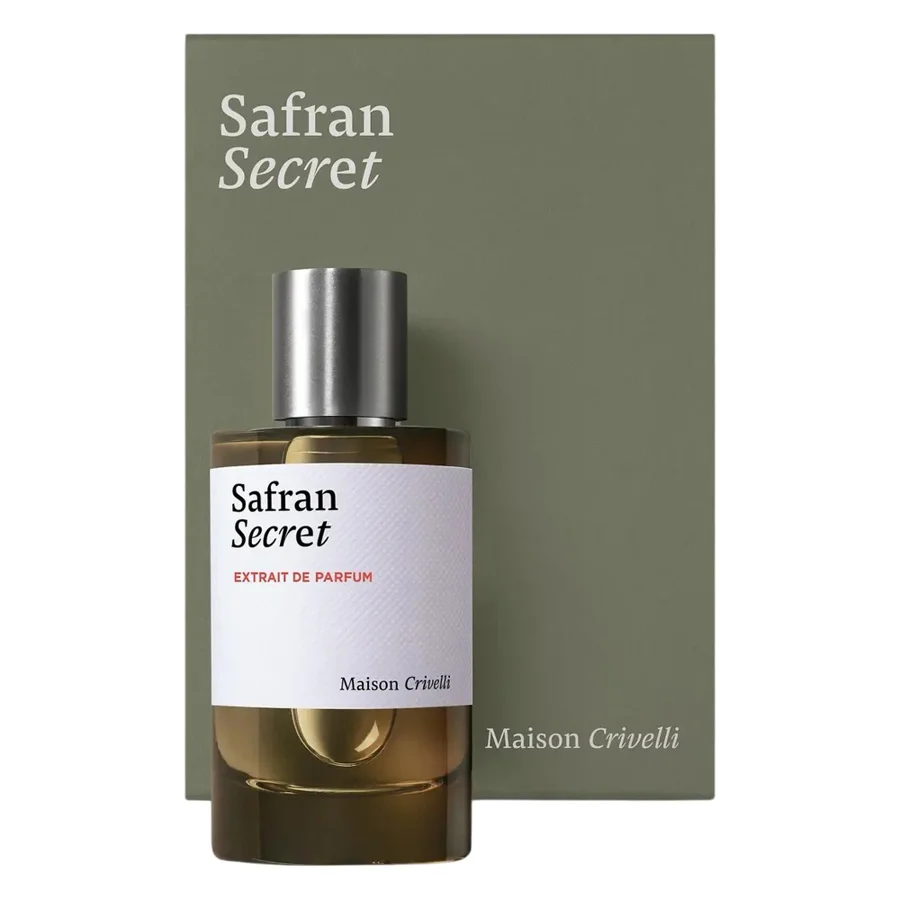 Safran
Secret
Safran
Secret
EXTRAIT DE PARFUM
Maison Crivelli
Maison Crivelli